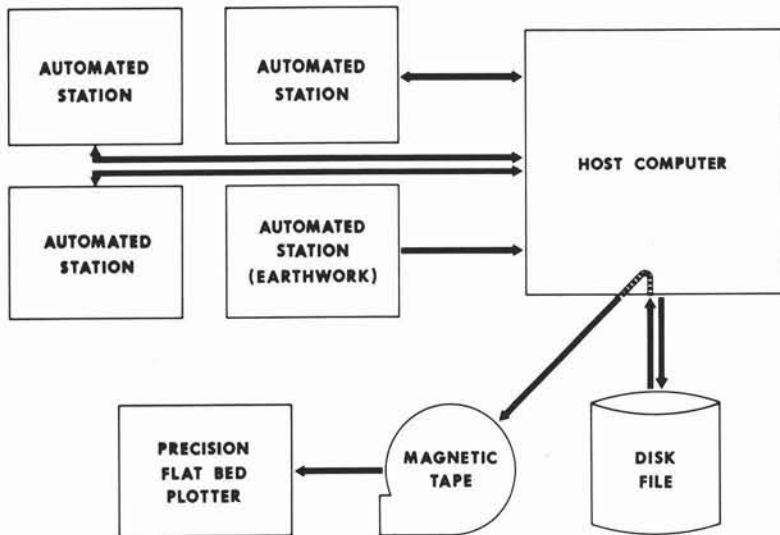 AUTOMATED
STATION
AUTOMATED
STATION
HOST COMPUTER
AUTOMATED
STATION
AUTOMATED
STATION
(EARTHWORK)
PRECISION
FLAT BED
PLOTTER
MAGNETIC
TAPE
DISK
FILE